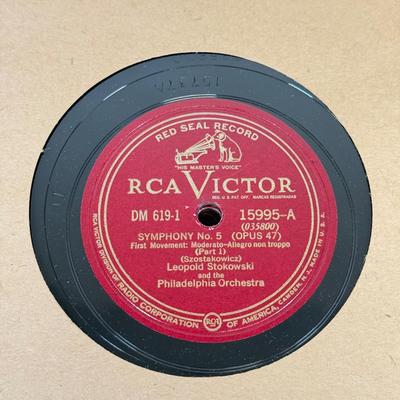 RED SEAL RECORD
"HIS MASTER'S VOICE"
RCA VICTOR
REG. U.S. PAT. OFF. MARCAS REGISTRADAS
DM 619-1 15995-A
(035800)
SYMPHONY No. 5 (OPUS 47)
First Movement: Moderato-Allegro non troppo
(Part 1)
(Szostakowicz)
Leopold Stokowski
and the
Philadelphia Orchestra
RCA VICTOR DIVISION OF RADIO CORPORATION OF AMERICA, CAMDEN, N. J. MADE IN U. S. A.
RCA